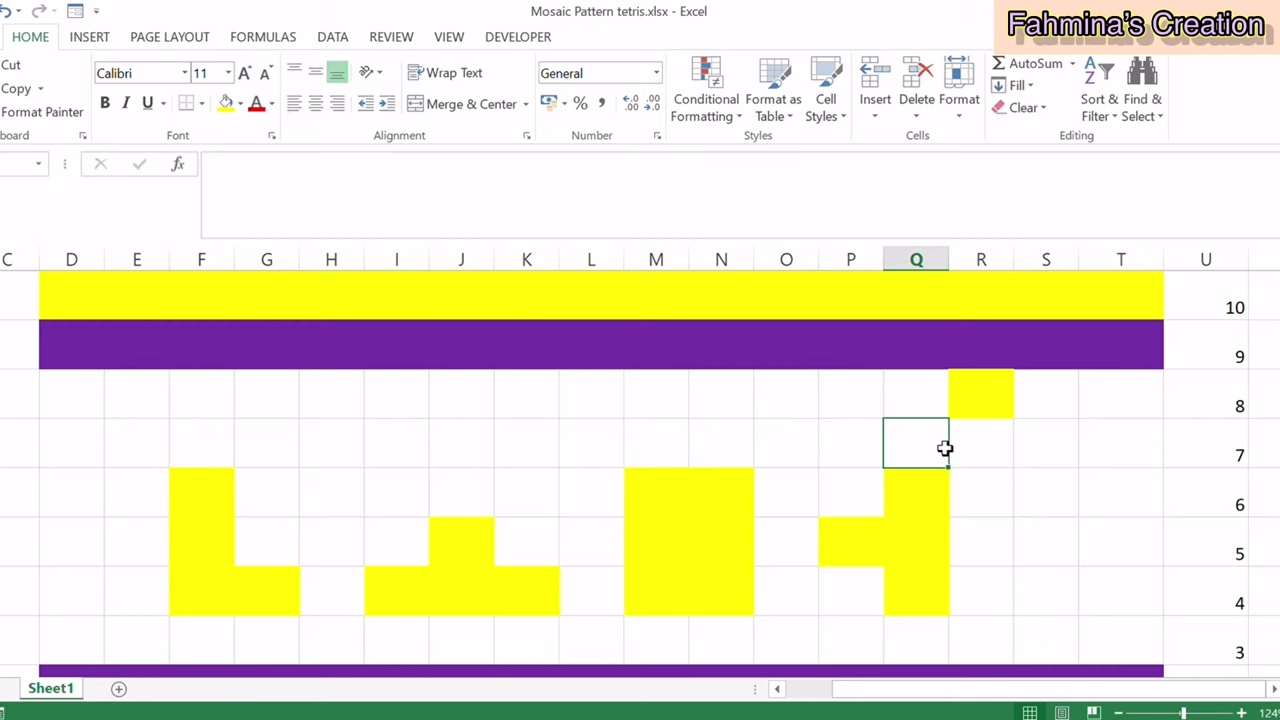 Mosaic Pattern tetris.xlsx - Excel
Fahmina's Creation
HOME INSERT PAGE LAYOUT FORMULAS DATA REVIEW VIEW DEVELOPER
Cut
Copy
Format Painter
board
Calibri 11
B I U
Font
Wrap Text
Merge & Center
Alignment
General
Number
Conditional
Formatting
Format as
Table
Cell
Styles
Styles
Insert Delete Format
Cells
AutoSum
Fill
Clear
Sort &
Filter
Find &
Select
Editing
fx
C D E F G H I J K L M N O P Q R S T U
10
9
8
7
6
5
4
3
Sheet1